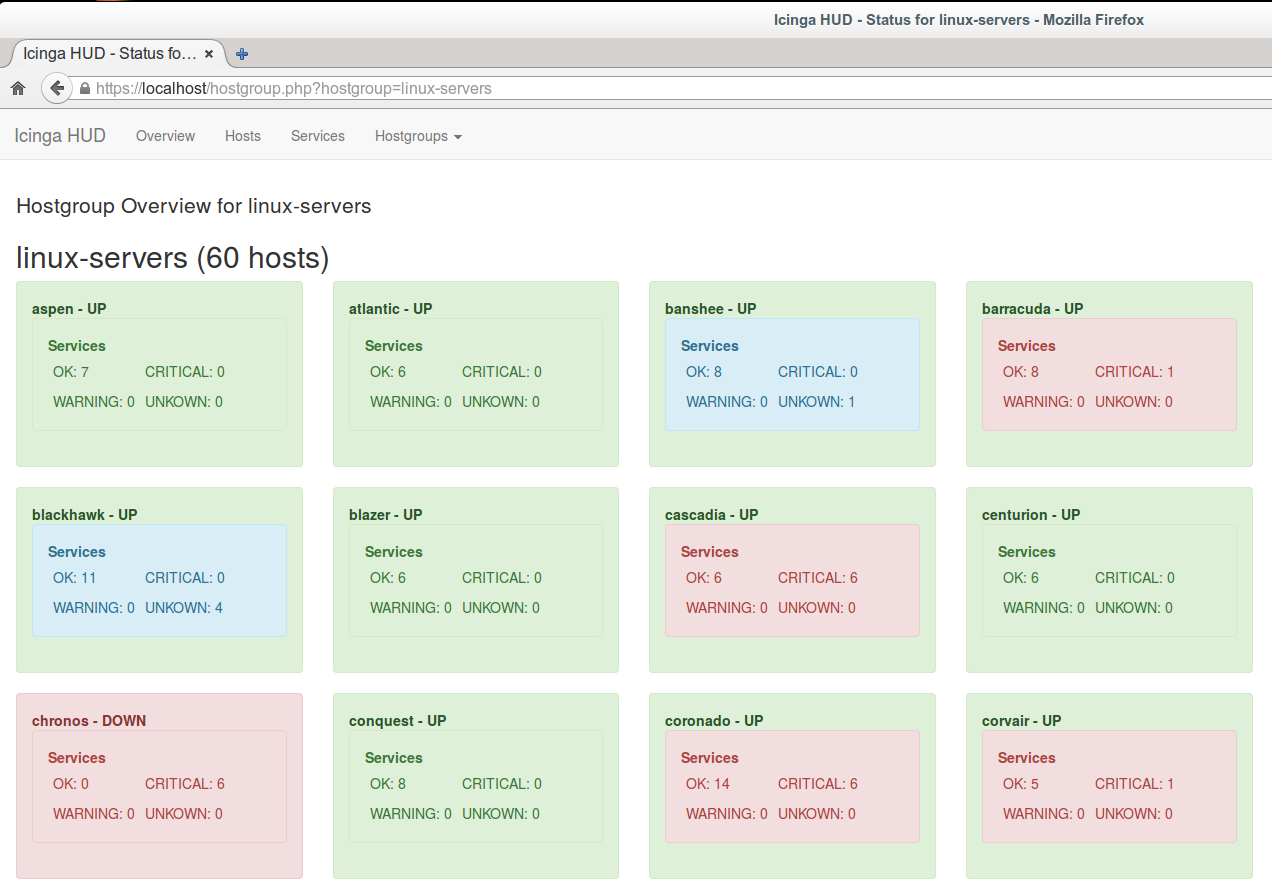 Icinga HUD - Status for linux-servers - Mozilla Firefox
Icinga HUD - Status fo...
https://localhost/hostgroup.php?hostgroup=linux-servers
Icinga HUD Overview Hosts Services Hostgroups
Hostgroup Overview for linux-servers
linux-servers (60 hosts)
aspen - UP
Services
OK: 7 CRITICAL: 0
WARNING: 0 UNKOWN: 0
atlantic - UP
Services
OK: 6 CRITICAL: 0
WARNING: 0 UNKOWN: 0
banshee - UP
Services
OK: 8 CRITICAL: 0
WARNING: 0 UNKOWN: 1
barracuda - UP
Services
OK: 8 CRITICAL: 1
WARNING: 0 UNKOWN: 0
blackhawk - UP
Services
OK: 11 CRITICAL: 0
WARNING: 0 UNKOWN: 4
blazer - UP
Services
OK: 6 CRITICAL: 0
WARNING: 0 UNKOWN: 0
cascadia - UP
Services
OK: 6 CRITICAL: 6
WARNING: 0 UNKOWN: 0
centurion - UP
Services
OK: 6 CRITICAL: 0
WARNING: 0 UNKOWN: 0
chronos - DOWN
Services
OK: 0 CRITICAL: 6
WARNING: 0 UNKOWN: 0
conquest - UP
Services
OK: 8 CRITICAL: 0
WARNING: 0 UNKOWN: 0
coronado - UP
Services
OK: 14 CRITICAL: 6
WARNING: 0 UNKOWN: 0
corvair - UP
Services
OK: 5 CRITICAL: 1
WARNING: 0 UNKOWN: 0